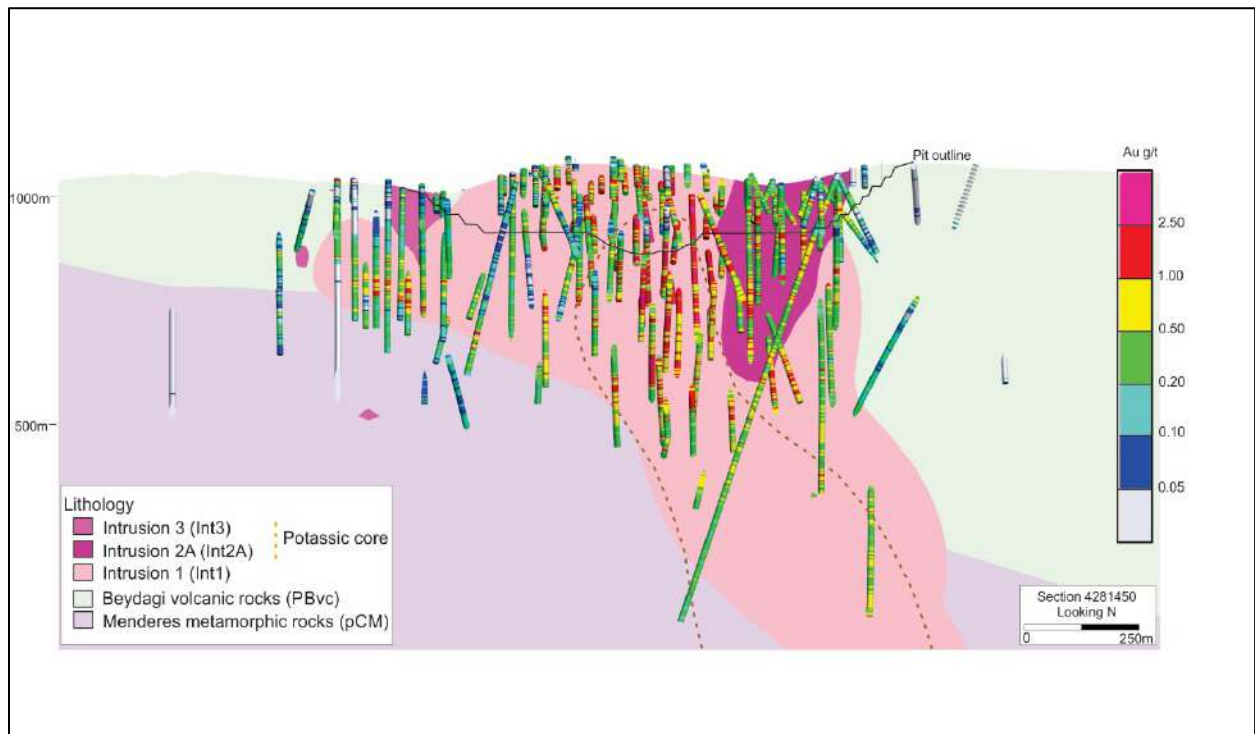 Pit outline
Au g/t
1000m
2.50
1.00
0.50
0.20
0.10
0.05
500m
Lithology
Intrusion 3 (Int3)
Intrusion 2A (Int2A)
Potassic core
Intrusion 1 (Int1)
Beydagi volcanic rocks (PBvc)
Menderes metamorphic rocks (pCM)
Section 4281450
Looking N
0 250m